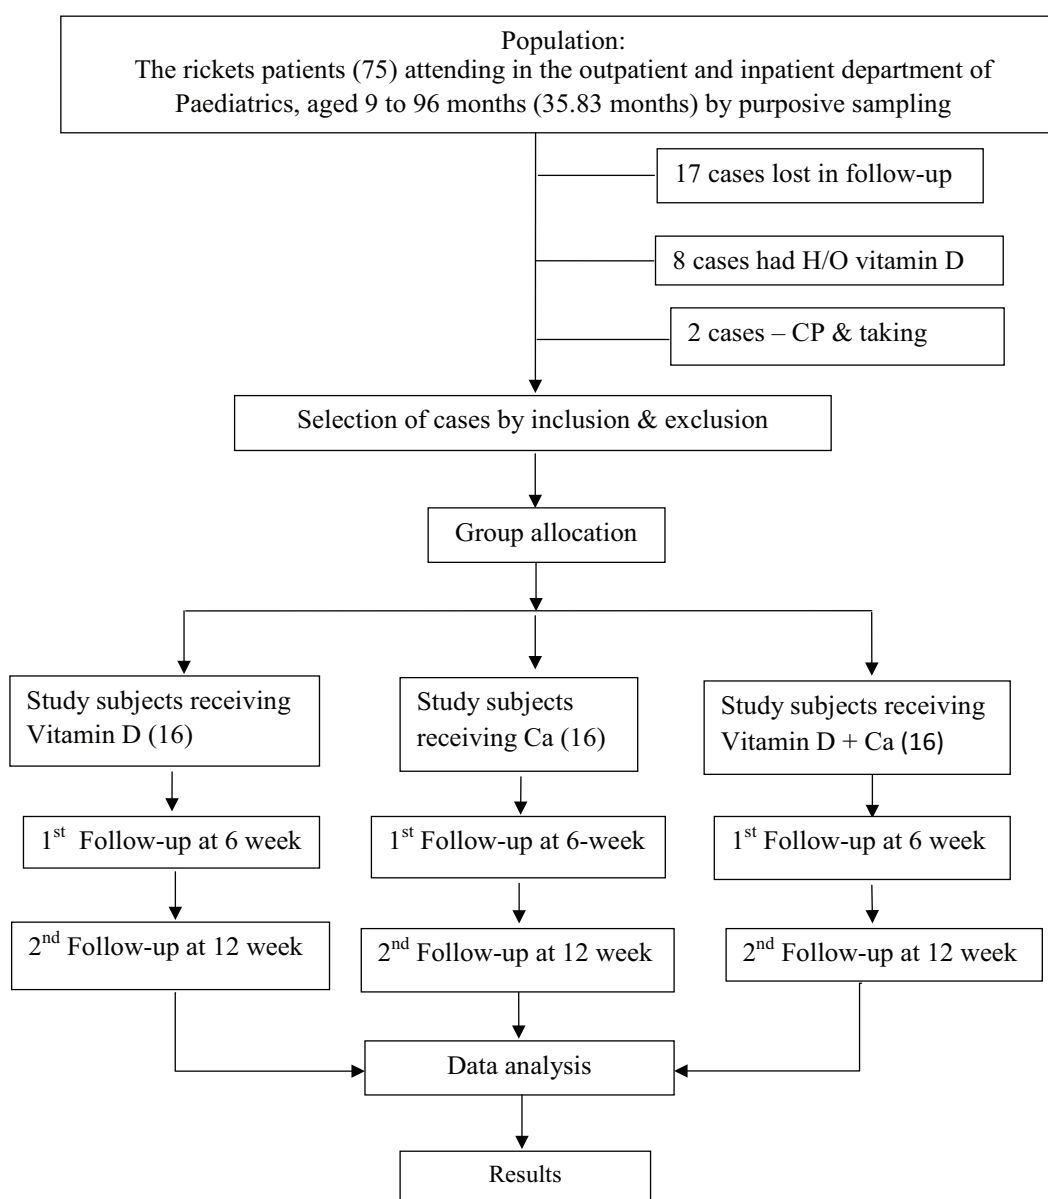 Population:
The rickets patients (75) attending in the outpatient and inpatient department of
Paediatrics, aged 9 to 96 months (35.83 months) by purposive sampling
17 cases lost in follow-up
8 cases had H/O vitamin D
2 cases – CP & taking
Selection of cases by inclusion & exclusion
Group allocation
Study subjects receiving
Vitamin D (16)
Study subjects
receiving Ca (16)
Study subjects receiving
Vitamin D + Ca (16)
1st Follow-up at 6 week
1st Follow-up at 6-week
1st Follow-up at 6 week
2nd Follow-up at 12 week
2nd Follow-up at 12 week
2nd Follow-up at 12 week
Data analysis
Results